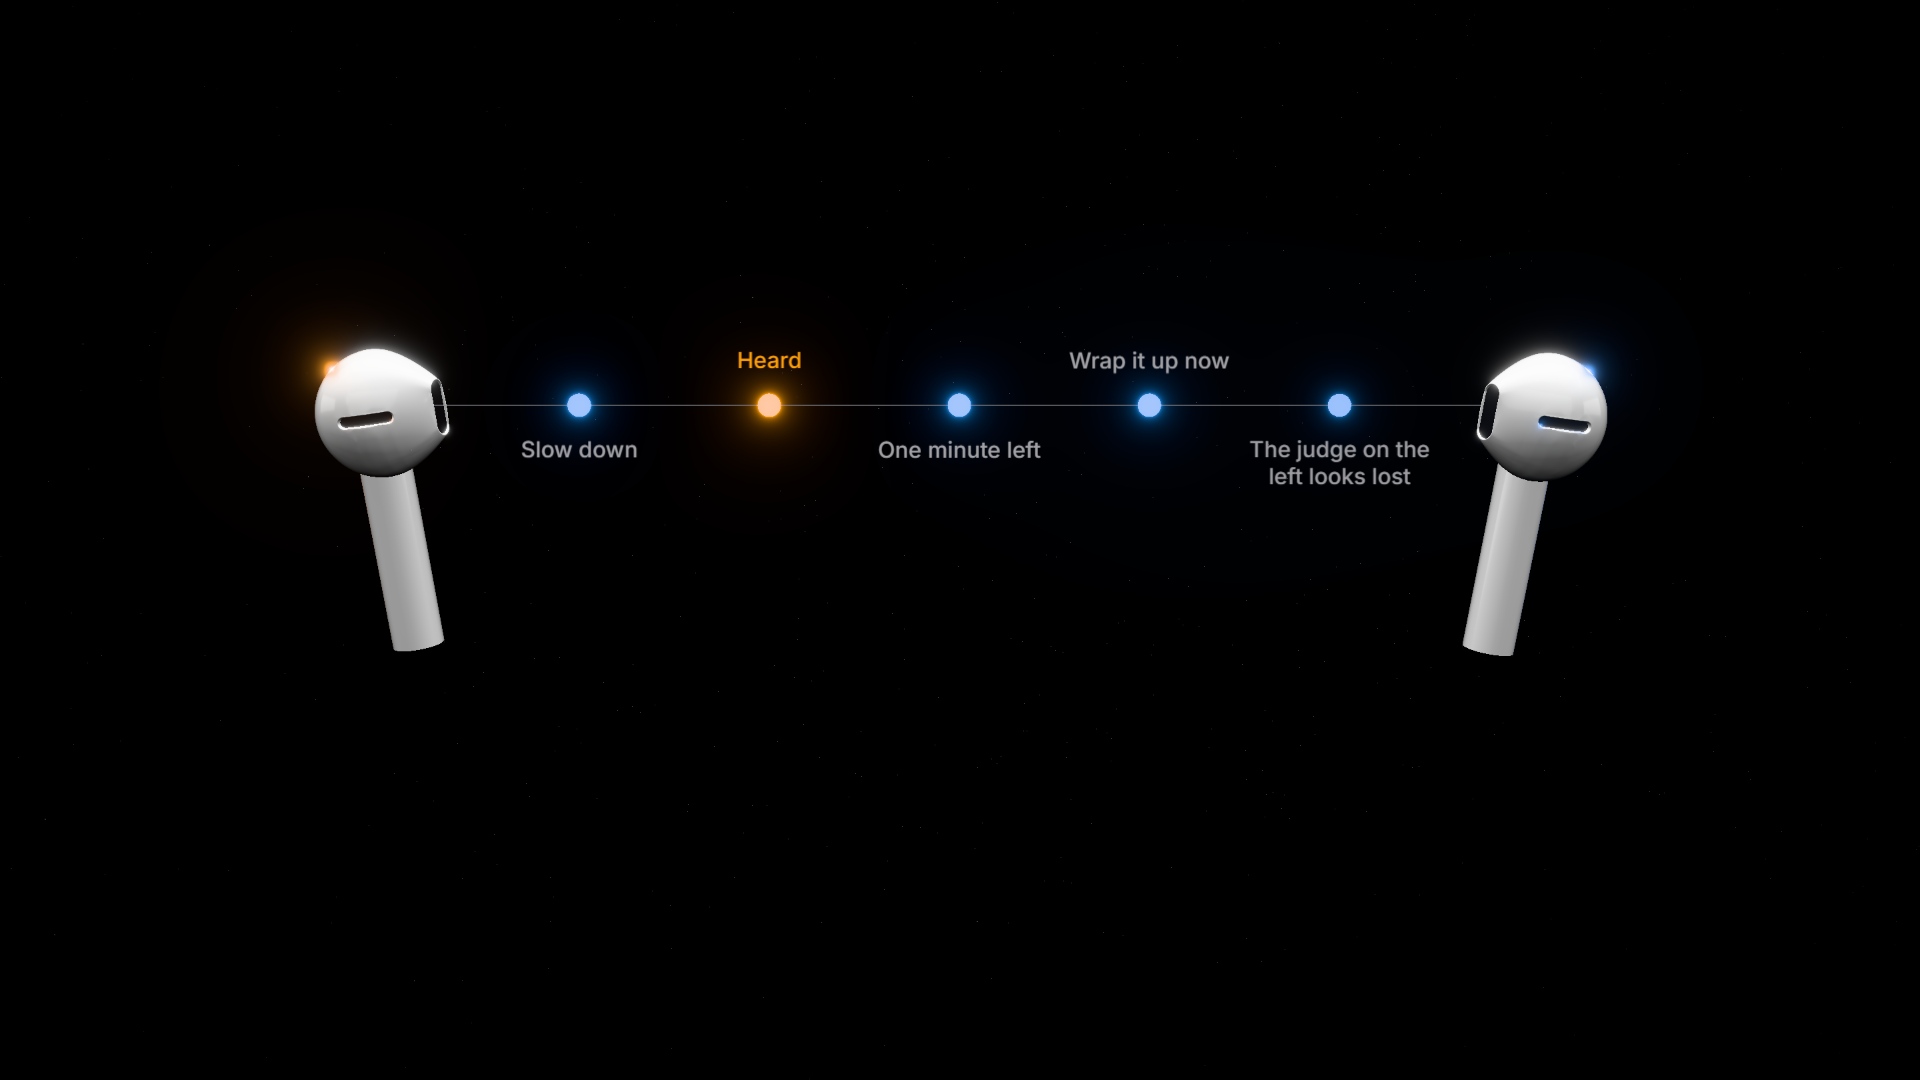 Slow down
Heard
One minute left
Wrap it up now
The judge on the
left looks lost